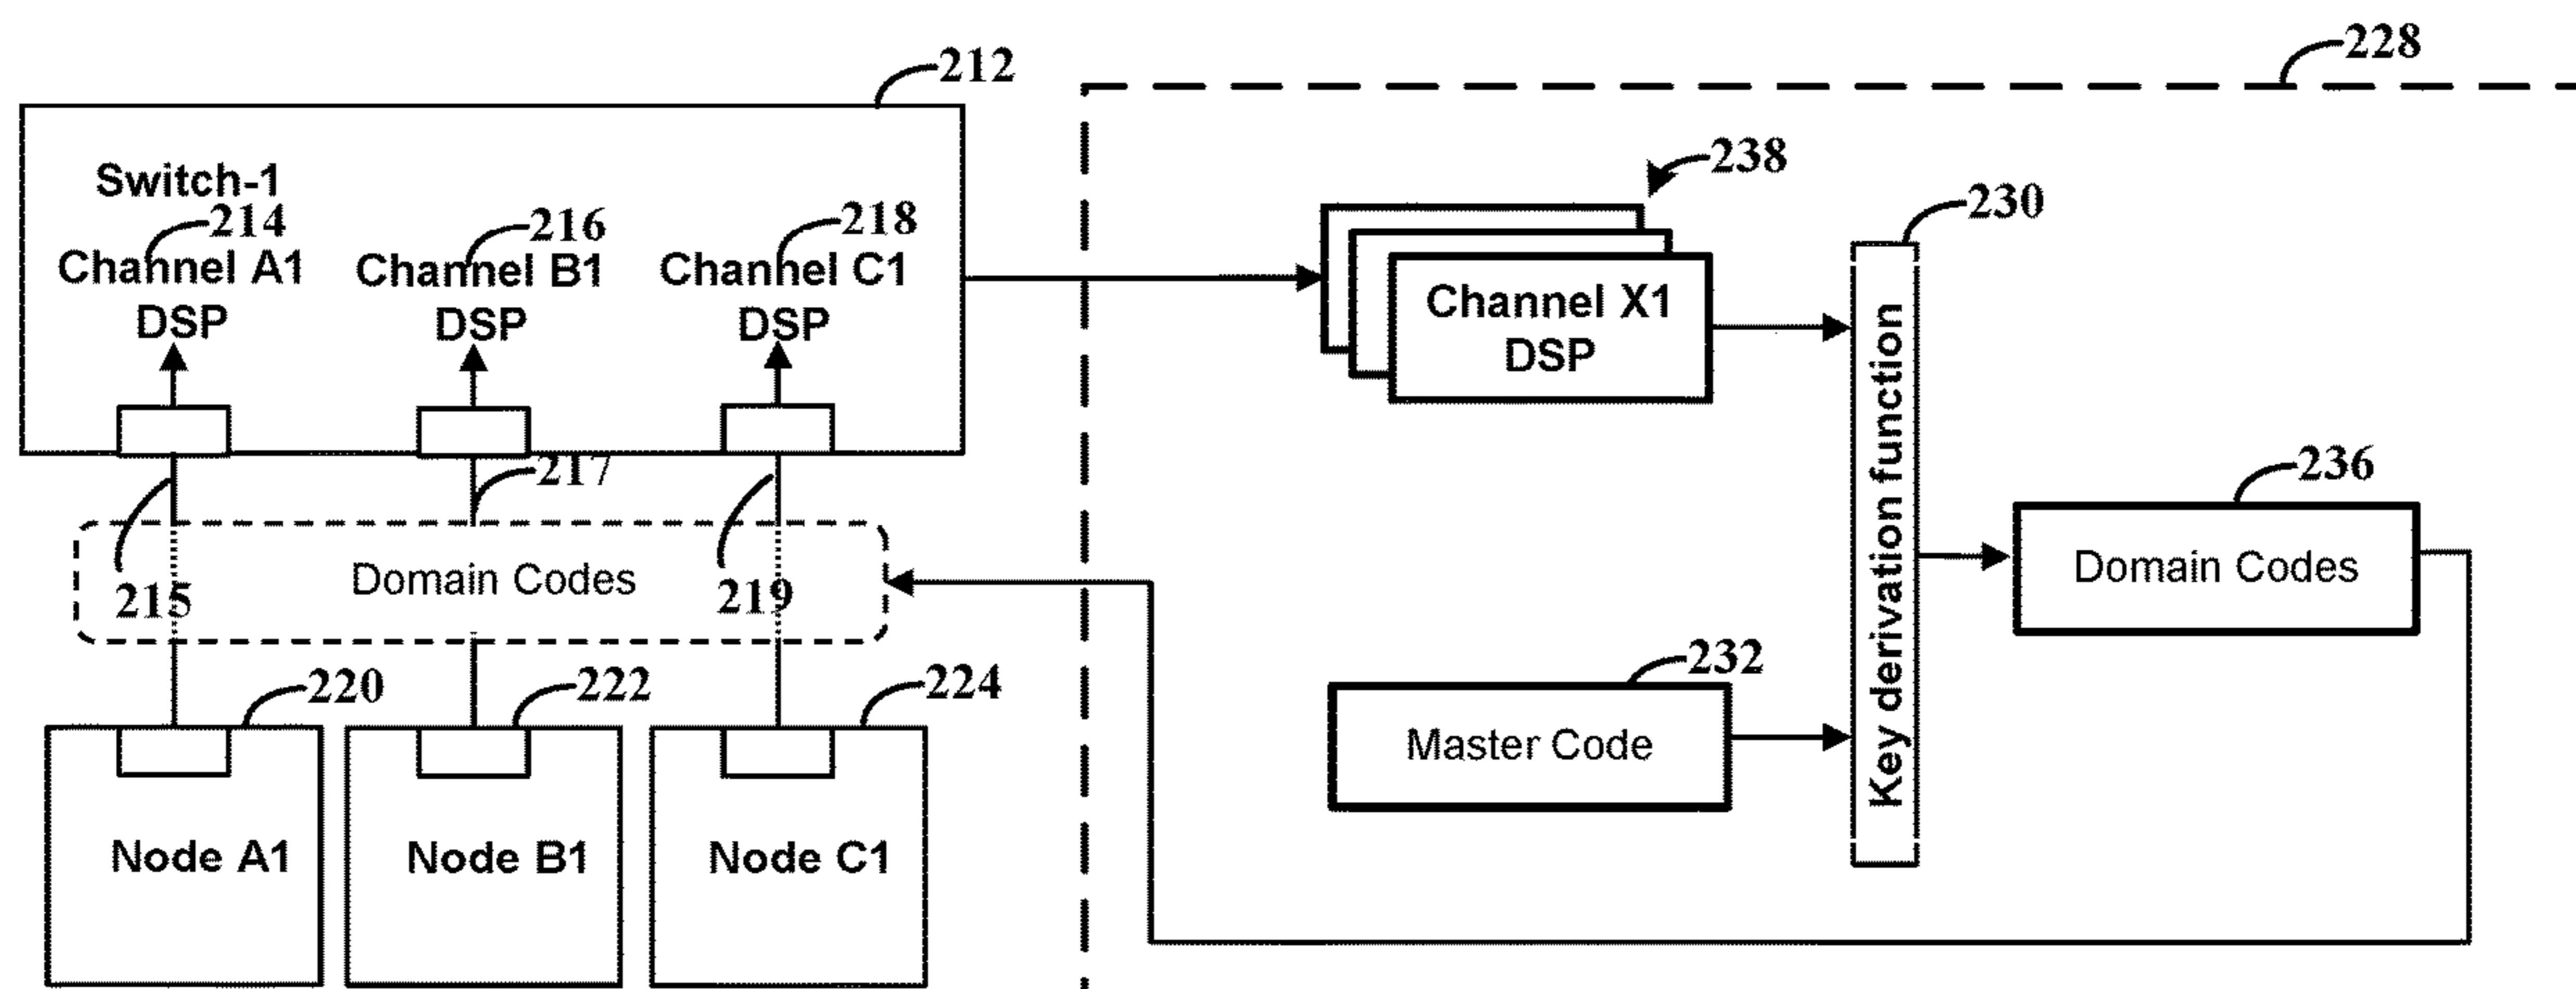 228
212
238
Switch-1
230
214
216
218
Channel A1
DSP
Channel B1
DSP
Channel C1
DSP
Channel X1
DSP
Key derivation function
217
236
215
Domain Codes
219
Domain Codes
232
220
222
224
Master Code
Node A1
Node B1
Node C1